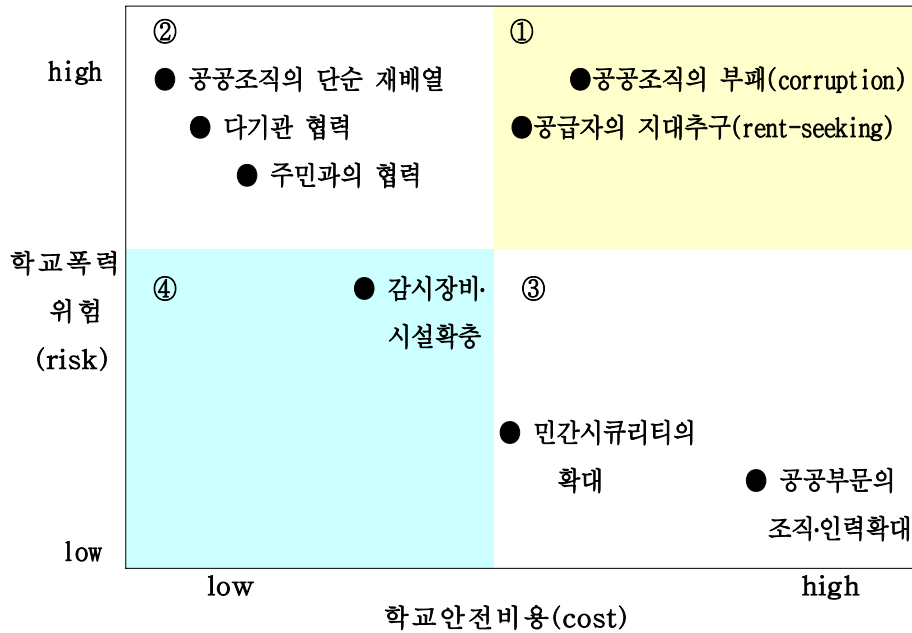 ② ①
high ● 공공조직의 단순 재배열 ●공공조직의 부패(corruption)
● 다기관 협력 ●공급자의 지대추구(rent-seeking)
● 주민과의 협력
학교폭력
위험
(risk)
④ ● 감시장비·
시설확충
③
● 민간시큐리티의
확대
● 공공부문의
조직·인력확대
low
low high
학교안전비용(cost)